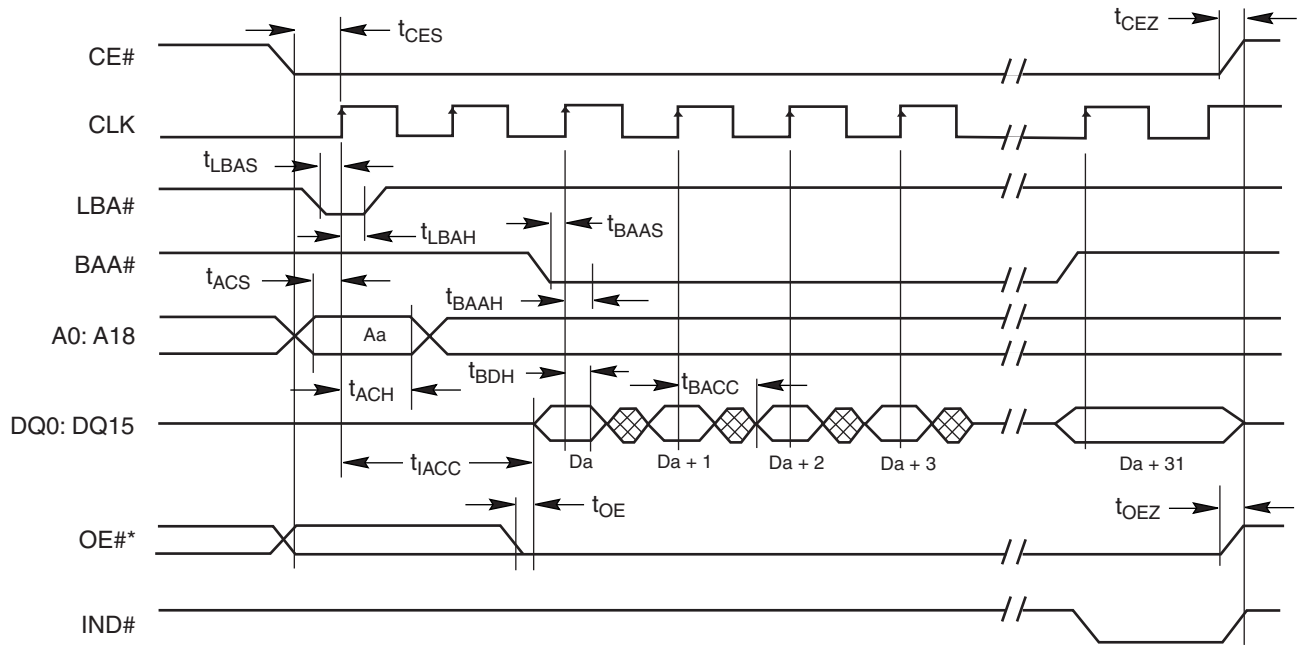 tCES
tCEZ
CE#
CLK
tLBAS
LBA#
tLBAH
tBAAS
BAA#
tACS
tBAAH
A0: A18
Aa
tACH
tBDH
tBACC
DQ0: DQ15
tIACC
Da
Da + 1
Da + 2
Da + 3
Da + 31
tOE
tOEZ
OE#*
IND#